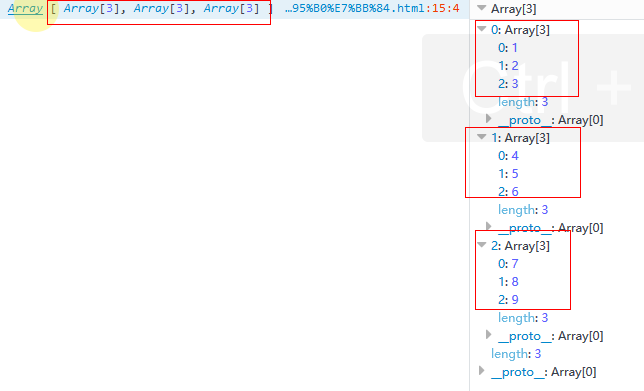 Array [ Array[3], Array[3], Array[3] ] …95%B0%E7%BB%84.html:15:4
Array[3]
0: Array[3]
0: 1
1: 2
2: 3
length: 3
__proto__: Array[0]
1: Array[3]
0: 4
1: 5
2: 6
length: 3
__proto__: Array[0]
2: Array[3]
0: 7
1: 8
2: 9
length: 3
__proto__: Array[0]
length: 3
__proto__: Array[0]
Ctrl +